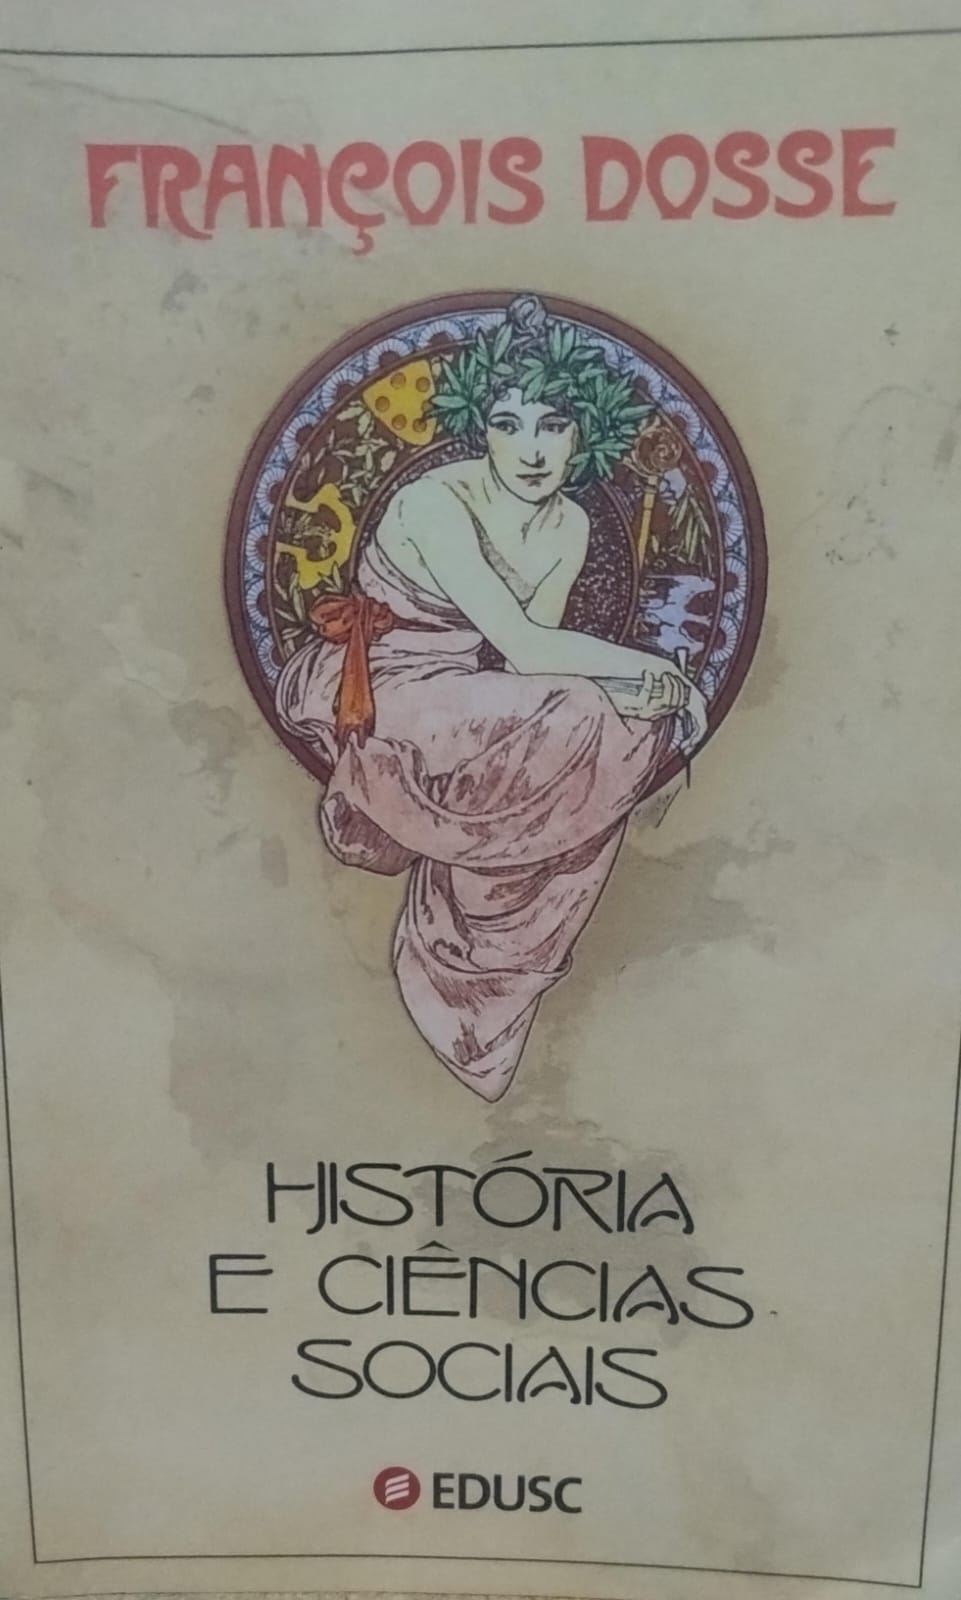 FRANÇOIS DOSSE
HISTÓRIA
E CIÊNCIAS
SOCIAIS
EDUSC